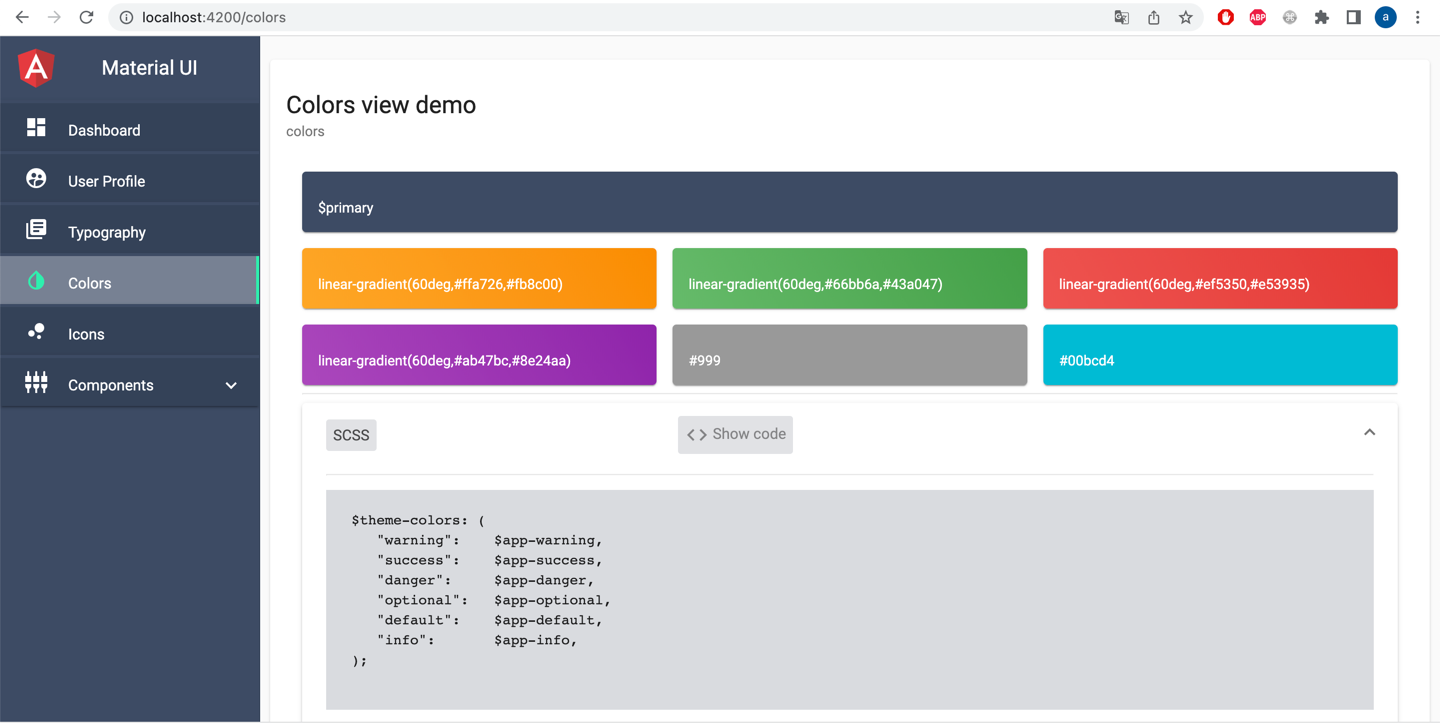 localhost:4200/colors
ABP
a
A
Material UI
Dashboard
User Profile
Typography
Colors
Icons
Components
Colors view demo
colors
$primary
linear-gradient(60deg,#ffa726,#fb8c00)
linear-gradient(60deg,#66bb6a,#43a047)
linear-gradient(60deg,#ef5350,#e53935)
linear-gradient(60deg,#ab47bc,#8e24aa)
#999
#00bcd4
SCSS
<> Show code
$theme-colors: (
"warning": $app-warning,
"success": $app-success,
"danger": $app-danger,
"optional": $app-optional,
"default": $app-default,
"info": $app-info,
);